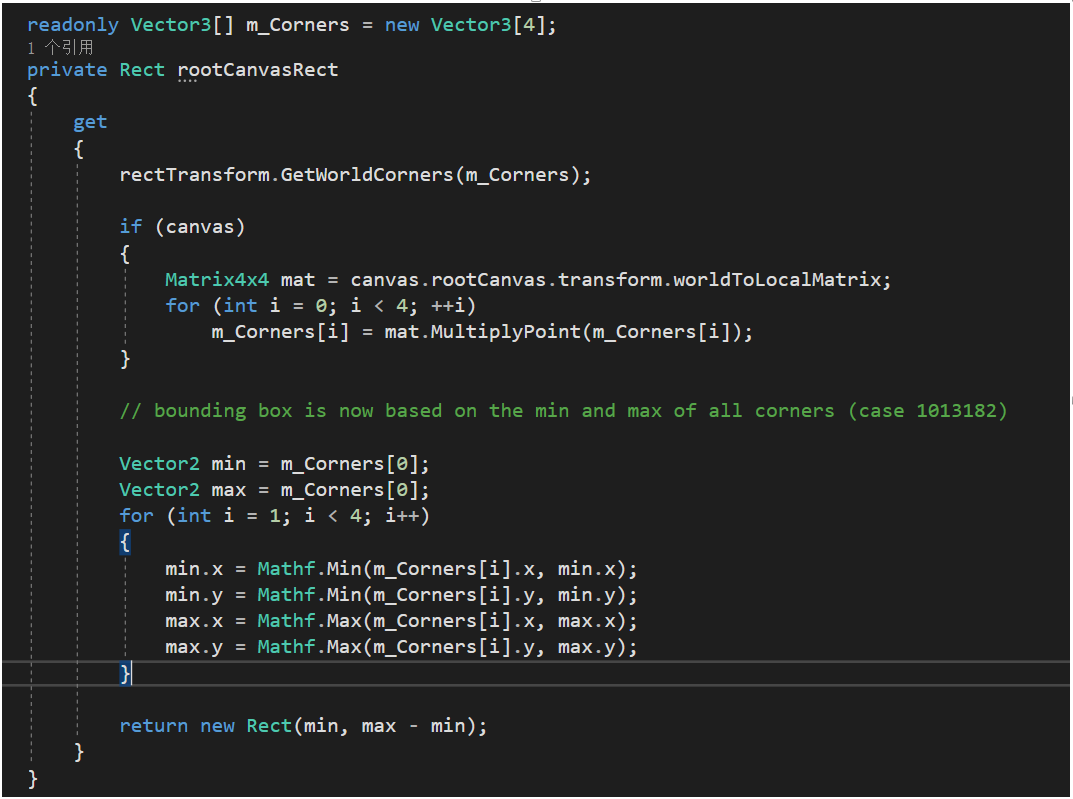 readonly Vector3[] m_Corners = new Vector3[4];
1 个引用
private Rect rootCanvasRect
{
get
{
rectTransform.GetWorldCorners(m_Corners);
if (canvas)
{
Matrix4x4 mat = canvas.rootCanvas.transform.worldToLocalMatrix;
for (int i = 0; i < 4; ++i)
m_Corners[i] = mat.MultiplyPoint(m_Corners[i]);
}
// bounding box is now based on the min and max of all corners (case 1013182)
Vector2 min = m_Corners[0];
Vector2 max = m_Corners[0];
for (int i = 1; i < 4; i++)
{
min.x = Mathf.Min(m_Corners[i].x, min.x);
min.y = Mathf.Min(m_Corners[i].y, min.y);
max.x = Mathf.Max(m_Corners[i].x, max.x);
max.y = Mathf.Max(m_Corners[i].y, max.y);
}
return new Rect(min, max - min);
}
}